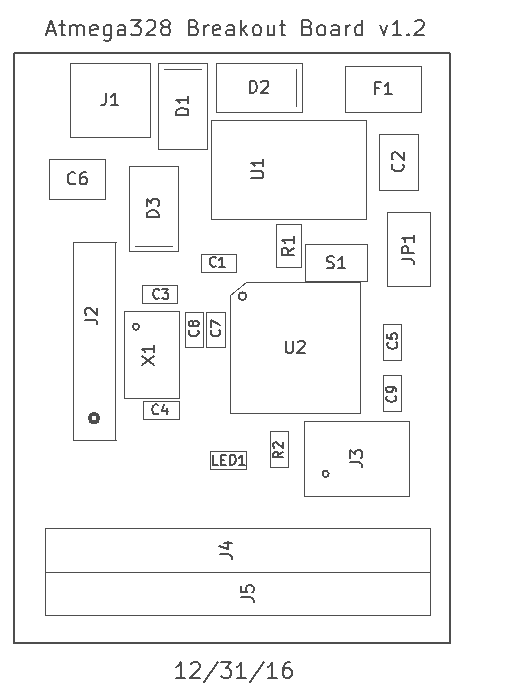 Atmega328 Breakout Board v1.2
J1
D1
D2
F1
U1
C2
C6
D3
R1
JP1
C1
S1
C3
J2
C8
C7
U2
C5
X1
C9
C4
R2
LED1
J3
J4
J5
12/31/16